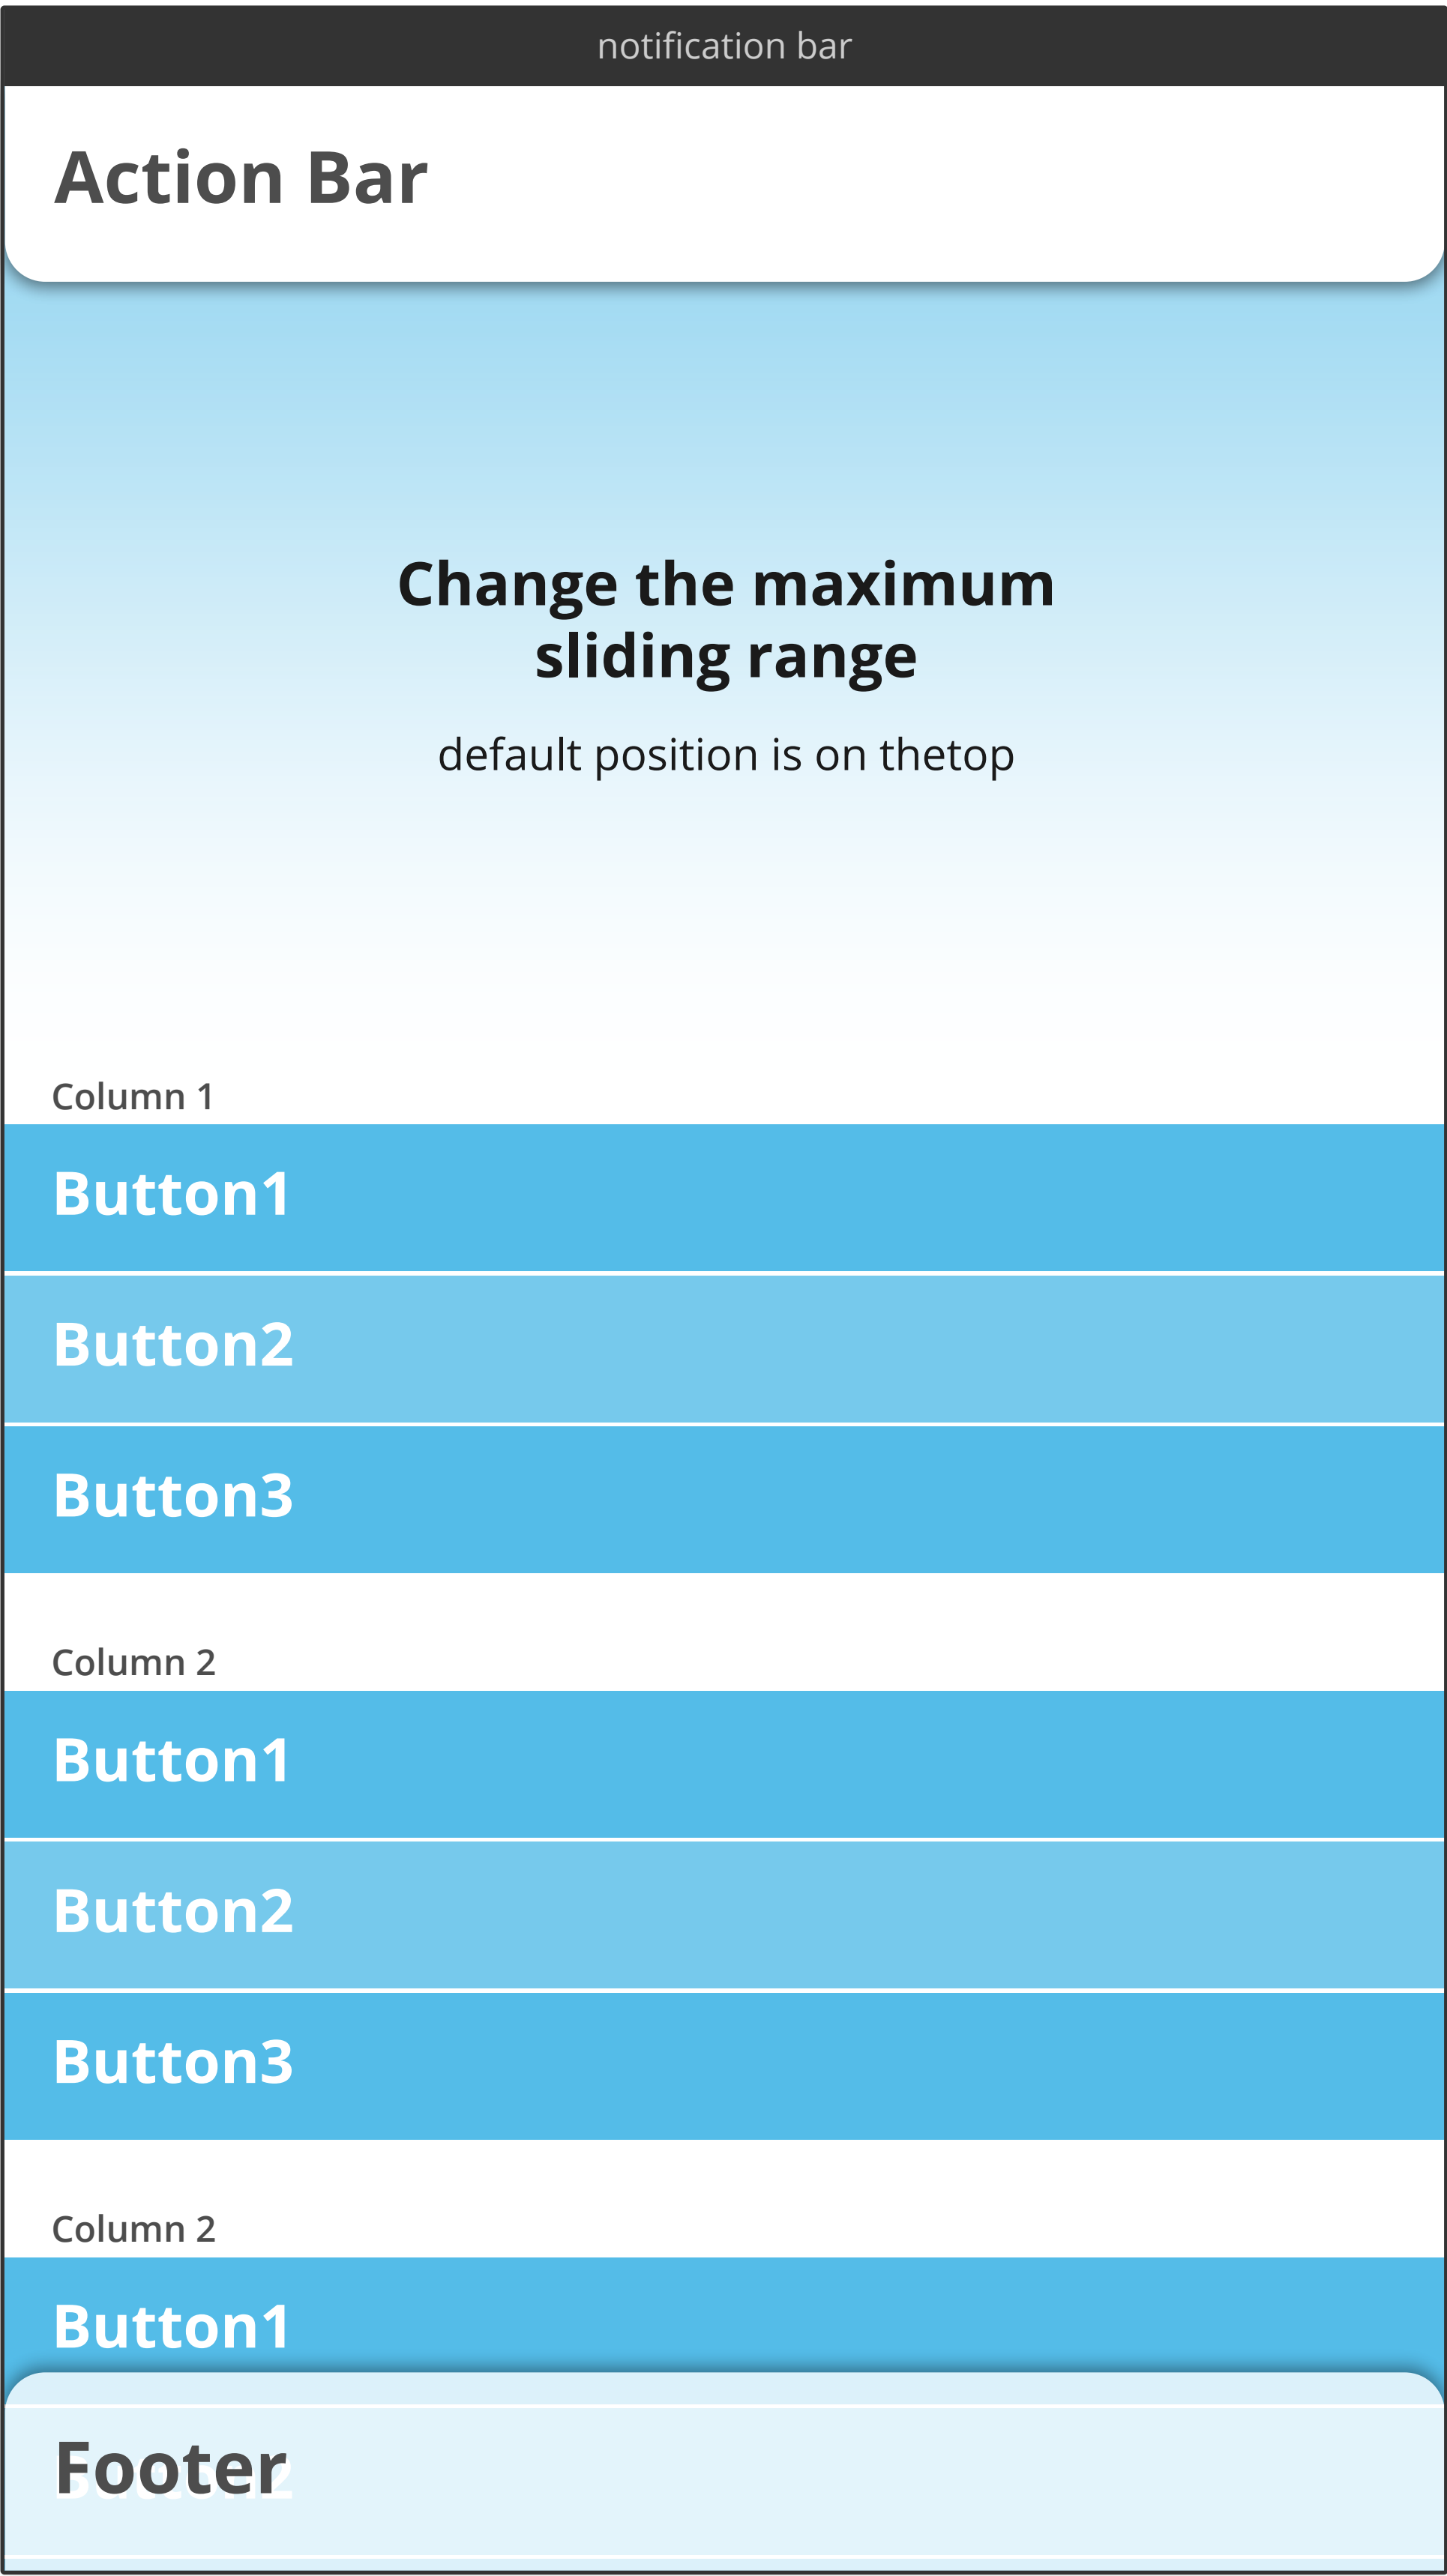 notification bar
Action Bar
Change the maximum
sliding range
default position is on thetop
Column 1
Button1
Button2
Button3
Column 2
Button1
Button2
Button3
Column 2
Button1
Footer
Button2